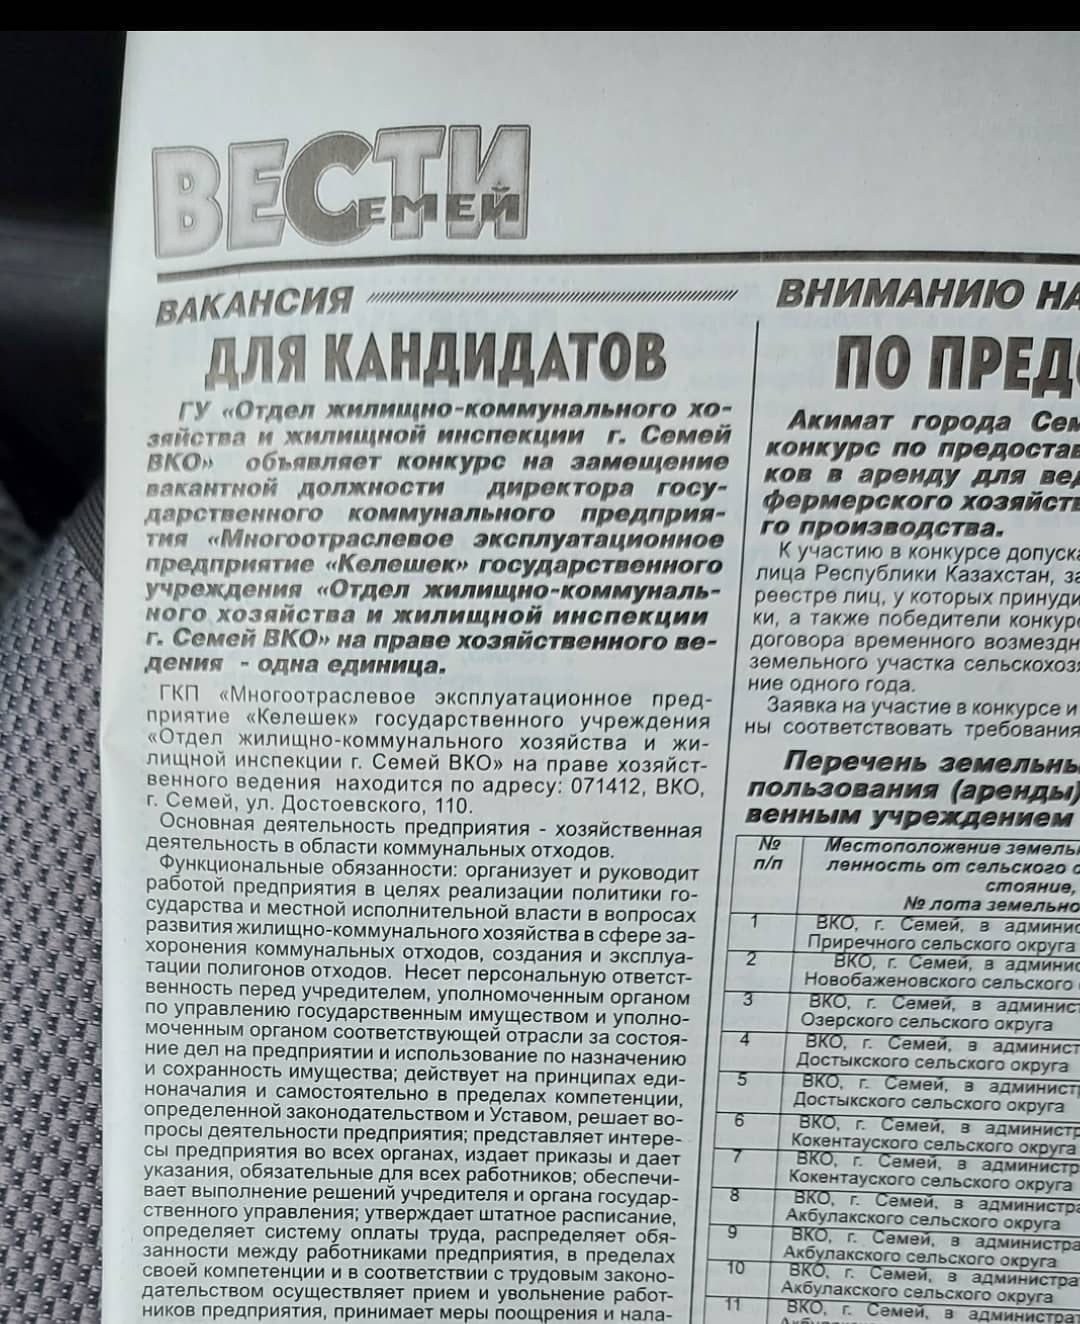 ВЕСТИ
СЕМЕЙ
ВАКАНСИЯ
ДЛЯ КАНДИДАТОВ
ГУ «Отдел жилищно-коммунального хо-
зяйства и жилищной инспекции г. Семей
ВКО» объявляет конкурс на замещение
вакантной должности директора госу-
дарственного коммунального предприя-
тия «Многоотраслевое эксплуатационное
предприятие «Келешек» государственного
учреждения «Отдел жилищно-коммуналь-
ного хозяйства и жилищной инспекции
г. Семей ВКО» на праве хозяйственного ве-
дения - одна единица.
ГКП «Многоотраслевое эксплуатационное пред-
приятие «Келешек» государственного учреждения
«Отдел жилищно-коммунального хозяйства и жи-
лищной инспекции г. Семей ВКО» на праве хозяйст-
венного ведения находится по адресу: 071412, ВКО,
г. Семей, ул. Достоевского, 110.
Основная деятельность предприятия - хозяйственная
деятельность в области коммунальных отходов.
Функциональные обязанности: организует и руководит
работой предприятия в целях реализации политики го-
сударства и местной исполнительной власти в вопросах
развития жилищно-коммунального хозяйства в сфере за-
хоронения коммунальных отходов, создания и эксплуа-
тации полигонов отходов. Несет персональную ответст-
венность перед учредителем, уполномоченным органом
по управлению государственным имуществом и уполно-
моченным органом соответствующей отрасли за состоя-
ние дел на предприятии и использование по назначению
и сохранность имущества; действует на принципах еди-
ноначалия и самостоятельно в пределах компетенции,
определенной законодательством и Уставом, решает во-
просы деятельности предприятия; представляет интере-
сы предприятия во всех органах, издает приказы и дает
указания, обязательные для всех работников; обеспечи-
вает выполнение решений учредителя и органа государ-
ственного управления; утверждает штатное расписание,
определяет систему оплаты труда, распределяет обя-
занности между работниками предприятия, в пределах
своей компетенции и в соответствии с трудовым законо-
дательством осуществляет прием и увольнение работ-
ников предприятия, принимает меры поощрения и нала-
ВНИМАНИЮ НА
ПО ПРЕДО
Акимат города Сем
конкурс по предостав
ков в аренду для вед
фермерского хозяйств
го производства.
К участию в конкурсе допуска
лица Республики Казахстан, за
реестре лиц, у которых принуди
ки, а также победители конкурс
договора временного возмездн
земельного участка сельскохозя
ние одного года.
Заявка на участие в конкурсе и
ны соответствовать требования
Перечень земельны
пользования (аренды)
венным учреждением
№
п/п
Местоположение земель
ленность от сельского о
стояние,
№ лота земельно
1 ВКО, г. Семей, в админис
Приречного сельского округа
2 ВКО, г. Семей, в админи
Новобаженовского сельского
3 ВКО, г. Семей, в админист
Озерского сельского округа
4 ВКО, г. Семей, в админист
Достыкского сельского округа
5 ВКО, г. Семей, в администр
Достыкского сельского округа
6 ВКО, г. Семей, в администр
Кокентауского сельского округа
7 ВКО, г. Семей, в администр
Кокентауского сельского округа
8 ВКО, г. Семей, в администра
Акбулакского сельского округа
9 ВКО, г. Семей, в администра
Акбулакского сельского округа
10 ВКО, г. Семей, в администра
Акбулакского сельского округа
11 ВКО, г. Семей, в администрат